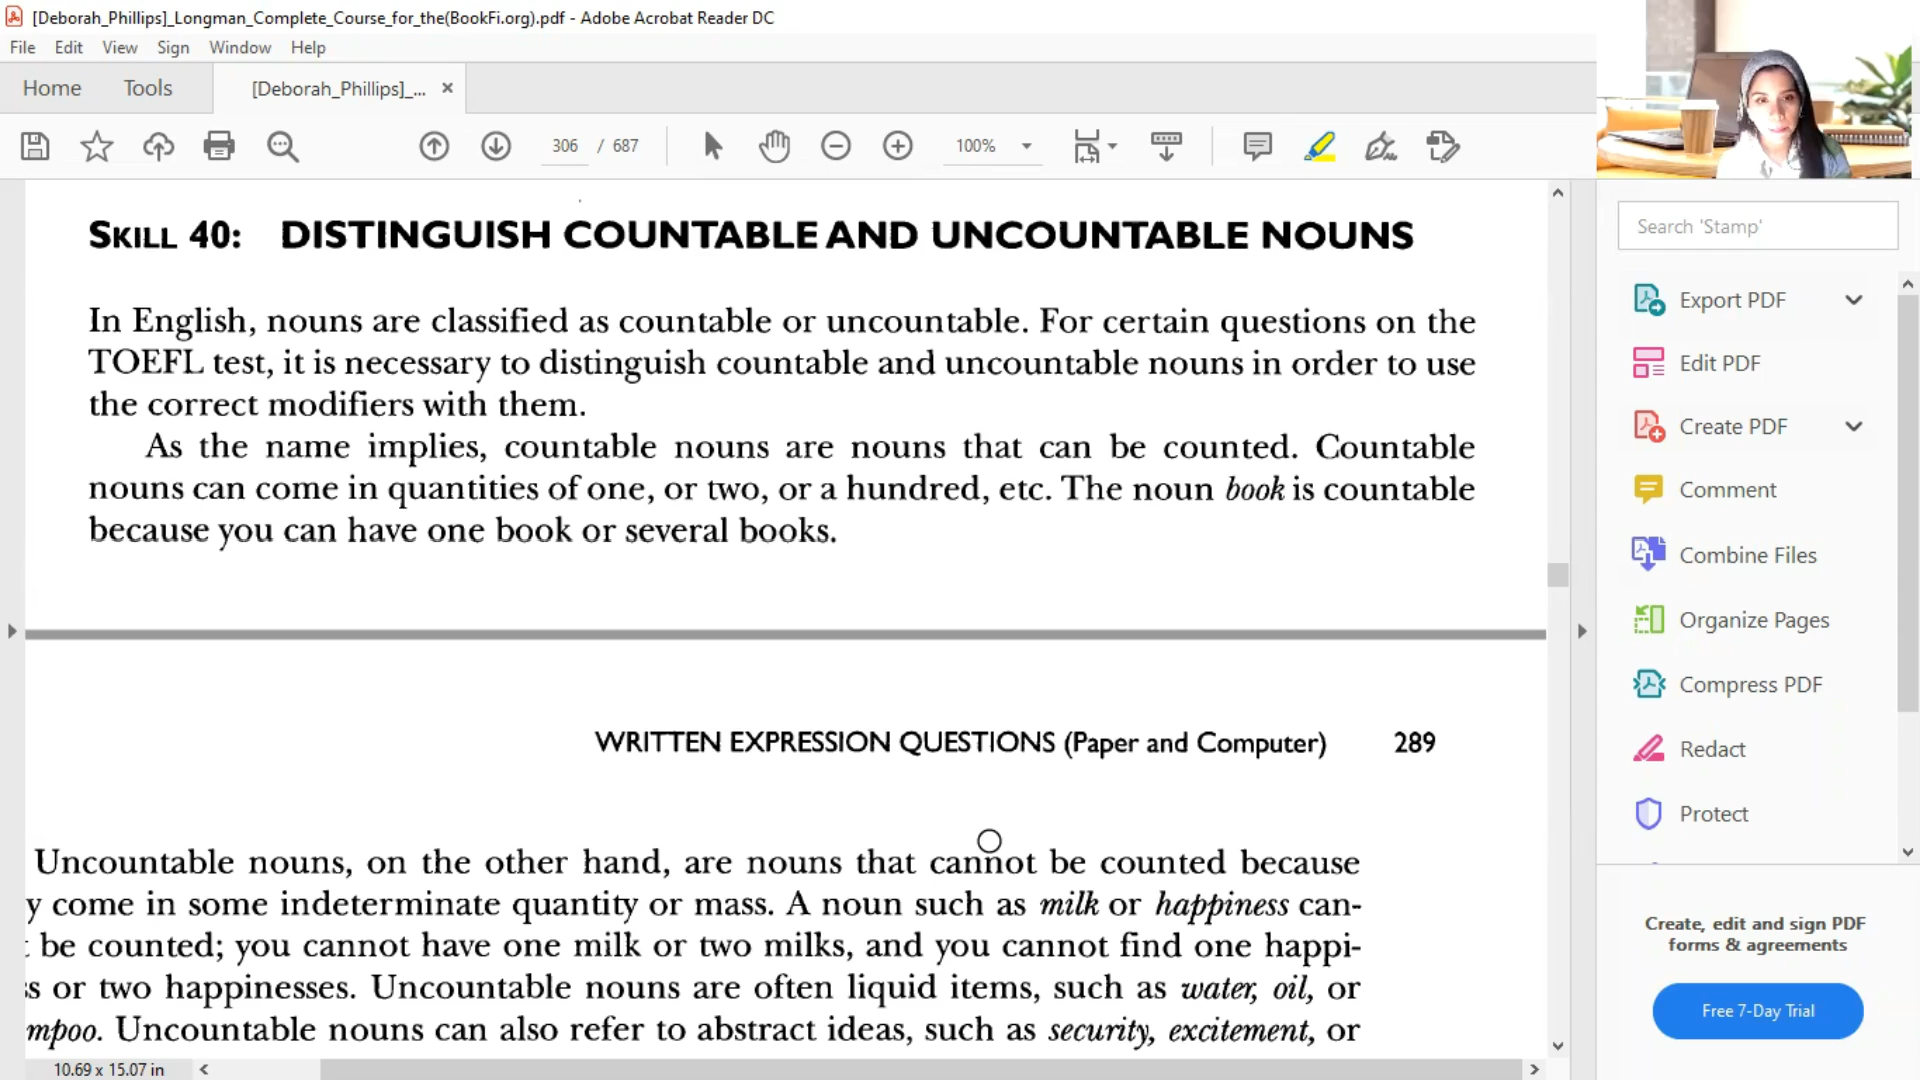 [Deborah_Phillips]_Longman_Complete_Course_for_the(BookFi.org).pdf - Adobe Acrobat Reader DC
File Edit View Sign Window Help
Home Tools [Deborah_Phillips]_... ×
306 / 687 100%
SKILL 40: DISTINGUISH COUNTABLE AND UNCOUNTABLE NOUNS
In English, nouns are classified as countable or uncountable. For certain questions on the
TOEFL test, it is necessary to distinguish countable and uncountable nouns in order to use
the correct modifiers with them.
As the name implies, countable nouns are nouns that can be counted. Countable
nouns can come in quantities of one, or two, or a hundred, etc. The noun book is countable
because you can have one book or several books.
WRITTEN EXPRESSION QUESTIONS (Paper and Computer) 289
Uncountable nouns, on the other hand, are nouns that cannot be counted because
y come in some indeterminate quantity or mass. A noun such as milk or happiness can-
be counted; you cannot have one milk or two milks, and you cannot find one happi-
s or two happinesses. Uncountable nouns are often liquid items, such as water, oil, or
mpoo. Uncountable nouns can also refer to abstract ideas, such as security, excitement, or
10.69 x 15.07 in
Search 'Stamp'
Export PDF
Edit PDF
Create PDF
Comment
Combine Files
Organize Pages
Compress PDF
Redact
Protect
Create, edit and sign PDF
forms & agreements
Free 7-Day Trial